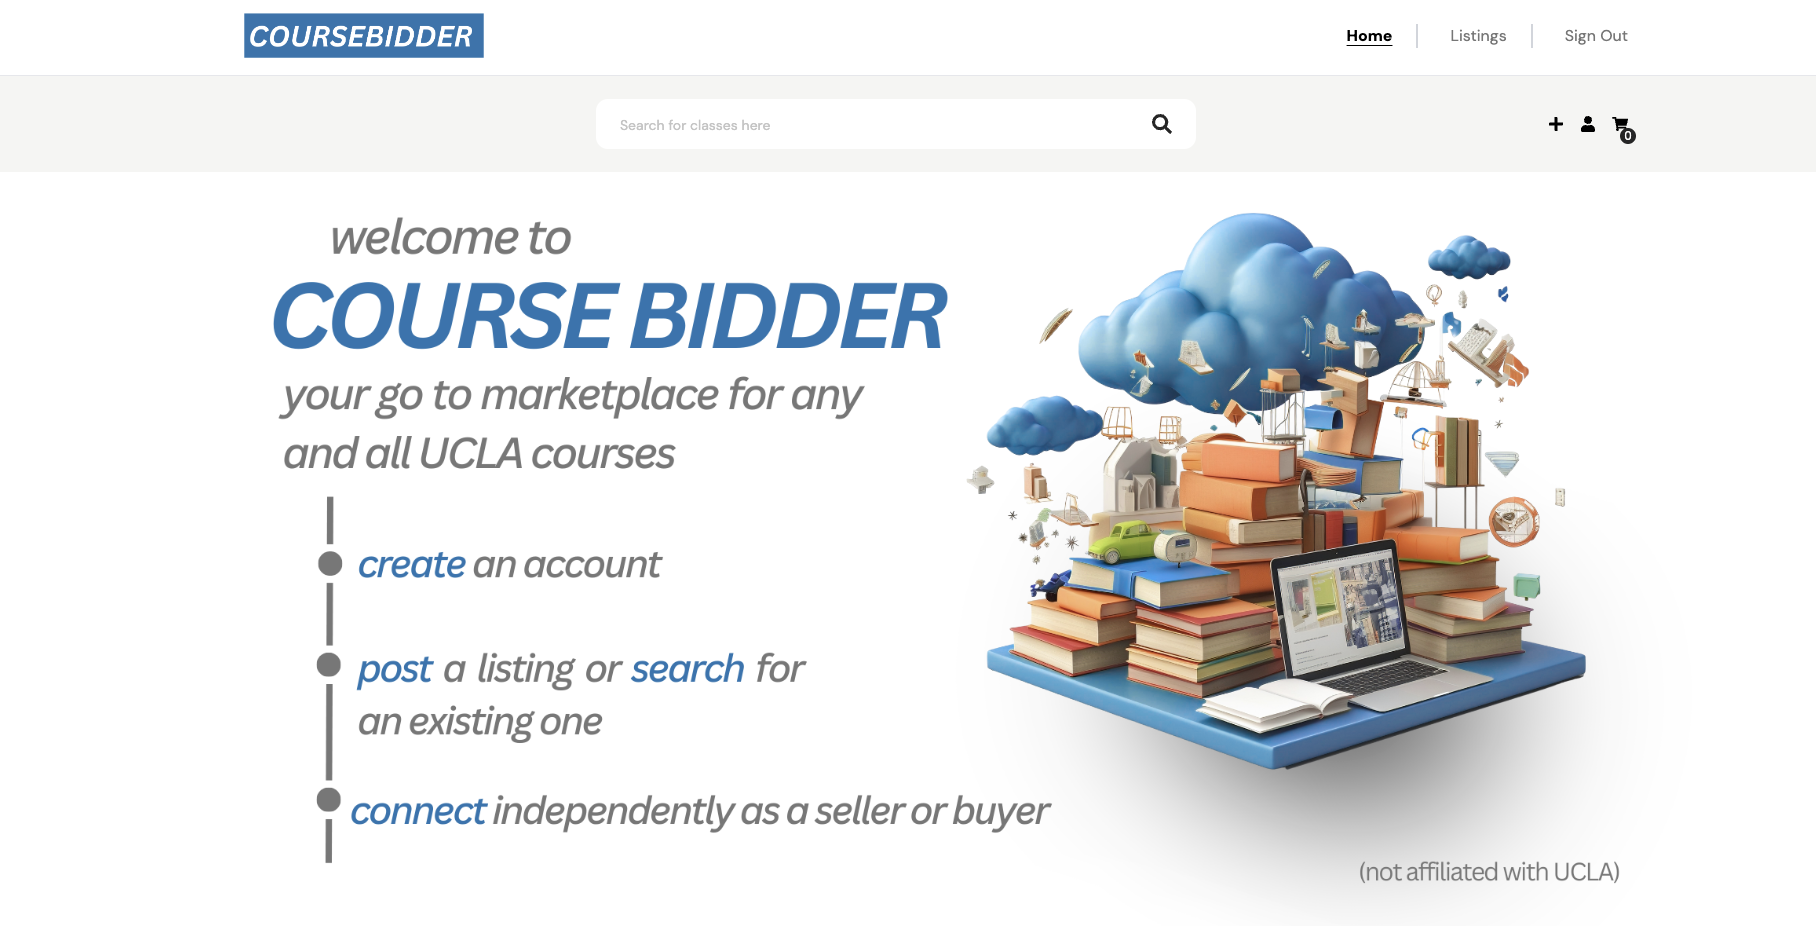 COURSEBIDDER
Home
Listings
Sign Out
Search for classes here
0
welcome to
COURSE BIDDER
your go to marketplace for any
and all UCLA courses
create an account
post a listing or search for
an existing one
connect independently as a seller or buyer
(not affiliated with UCLA)